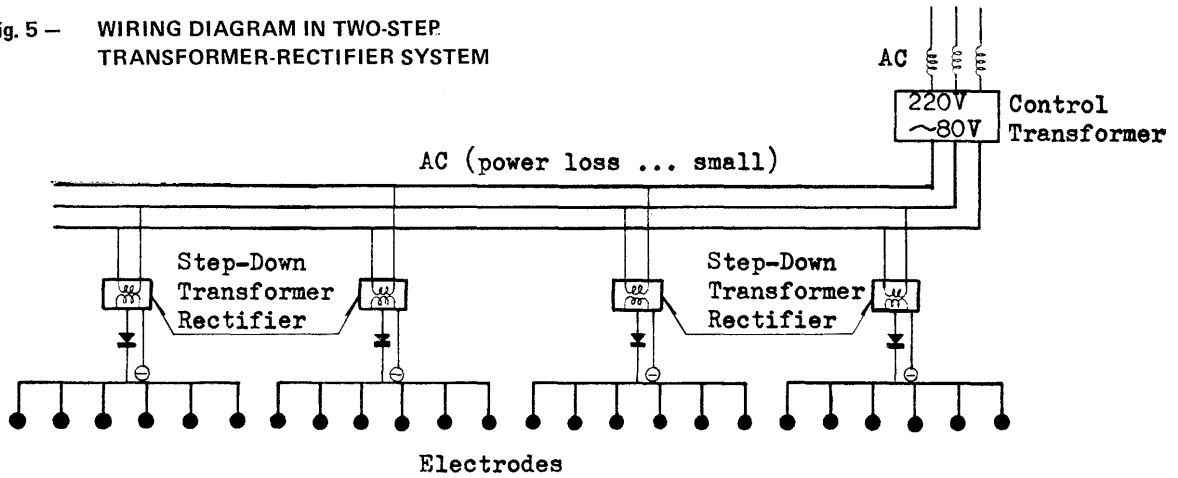 ig. 5 — WIRING DIAGRAM IN TWO-STEP
TRANSFORMER-RECTIFIER SYSTEM
AC
220V
~80V
Control
Transformer
AC (power loss ... small)
Step-Down
Transformer
Rectifier
Step-Down
Transformer
Rectifier
Electrodes